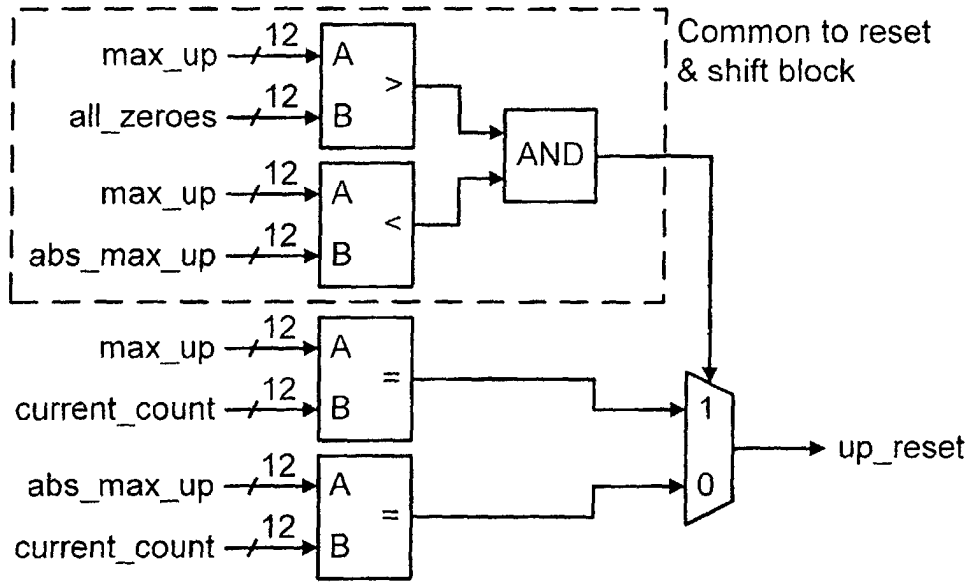 max_up 12 A
>
all_zeroes 12 B
Common to reset
& shift block
AND
max_up 12 A
<
abs_max_up 12 B
max_up 12 A
=
current_count 12 B
1
up_reset
0
abs_max_up 12 A
=
current_count 12 B